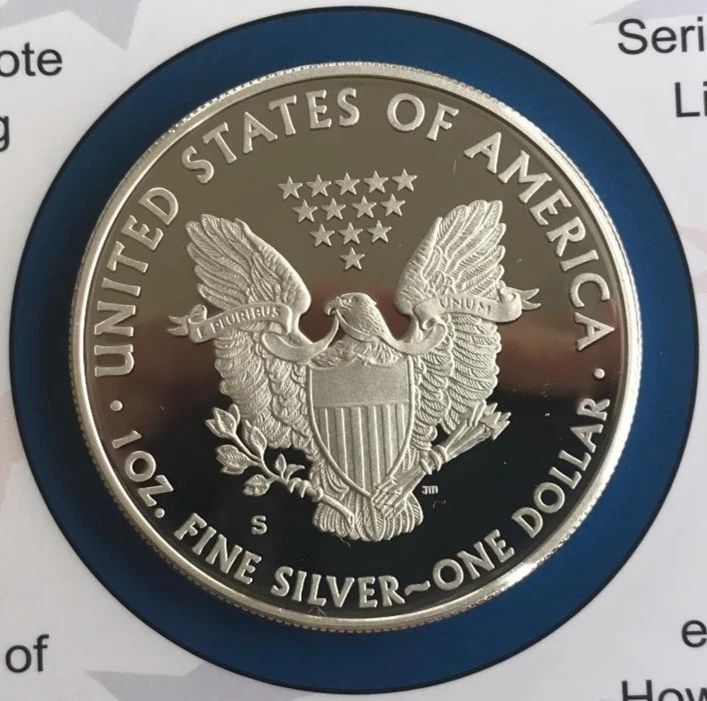 ote
g
Seri
Li
UNITED STATES OF AMERICA
E PLURIBUS
UNUM
JM
S
· 1 OZ. FINE SILVER~ONE DOLLAR ·
of
e
How